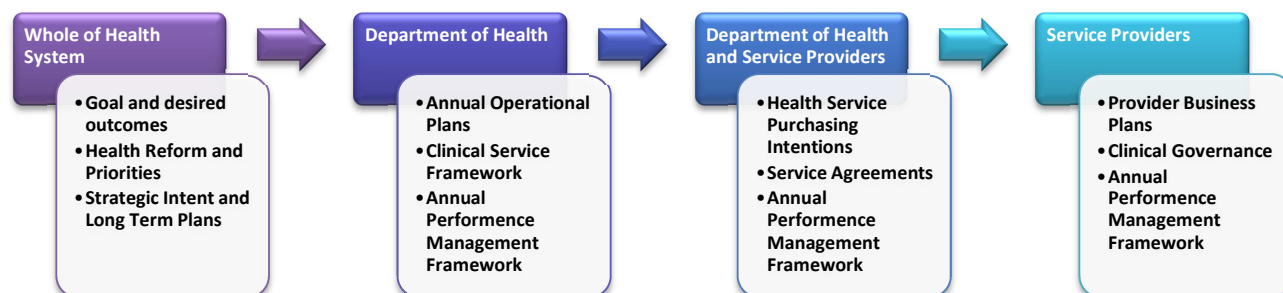 Whole of Health
System
• Goal and desired
outcomes
• Health Reform and
Priorities
• Strategic Intent and
Long Term Plans
Department of Health
• Annual Operational
Plans
• Clinical Service
Framework
• Annual
Performence
Management
Framework
Department of Health
and Service Providers
• Health Service
Purchasing
Intentions
• Service Agreements
• Annual
Performence
Management
Framework
Service Providers
• Provider Business
Plans
• Clinical Governance
• Annual
Performence
Management
Framework